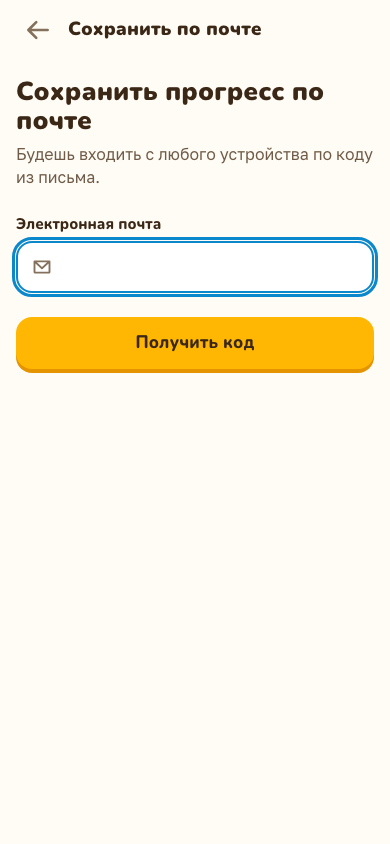 Сохранить по почте
Сохранить прогресс по
почте
Будешь входить с любого устройства по коду
из письма.
Электронная почта
Получить код